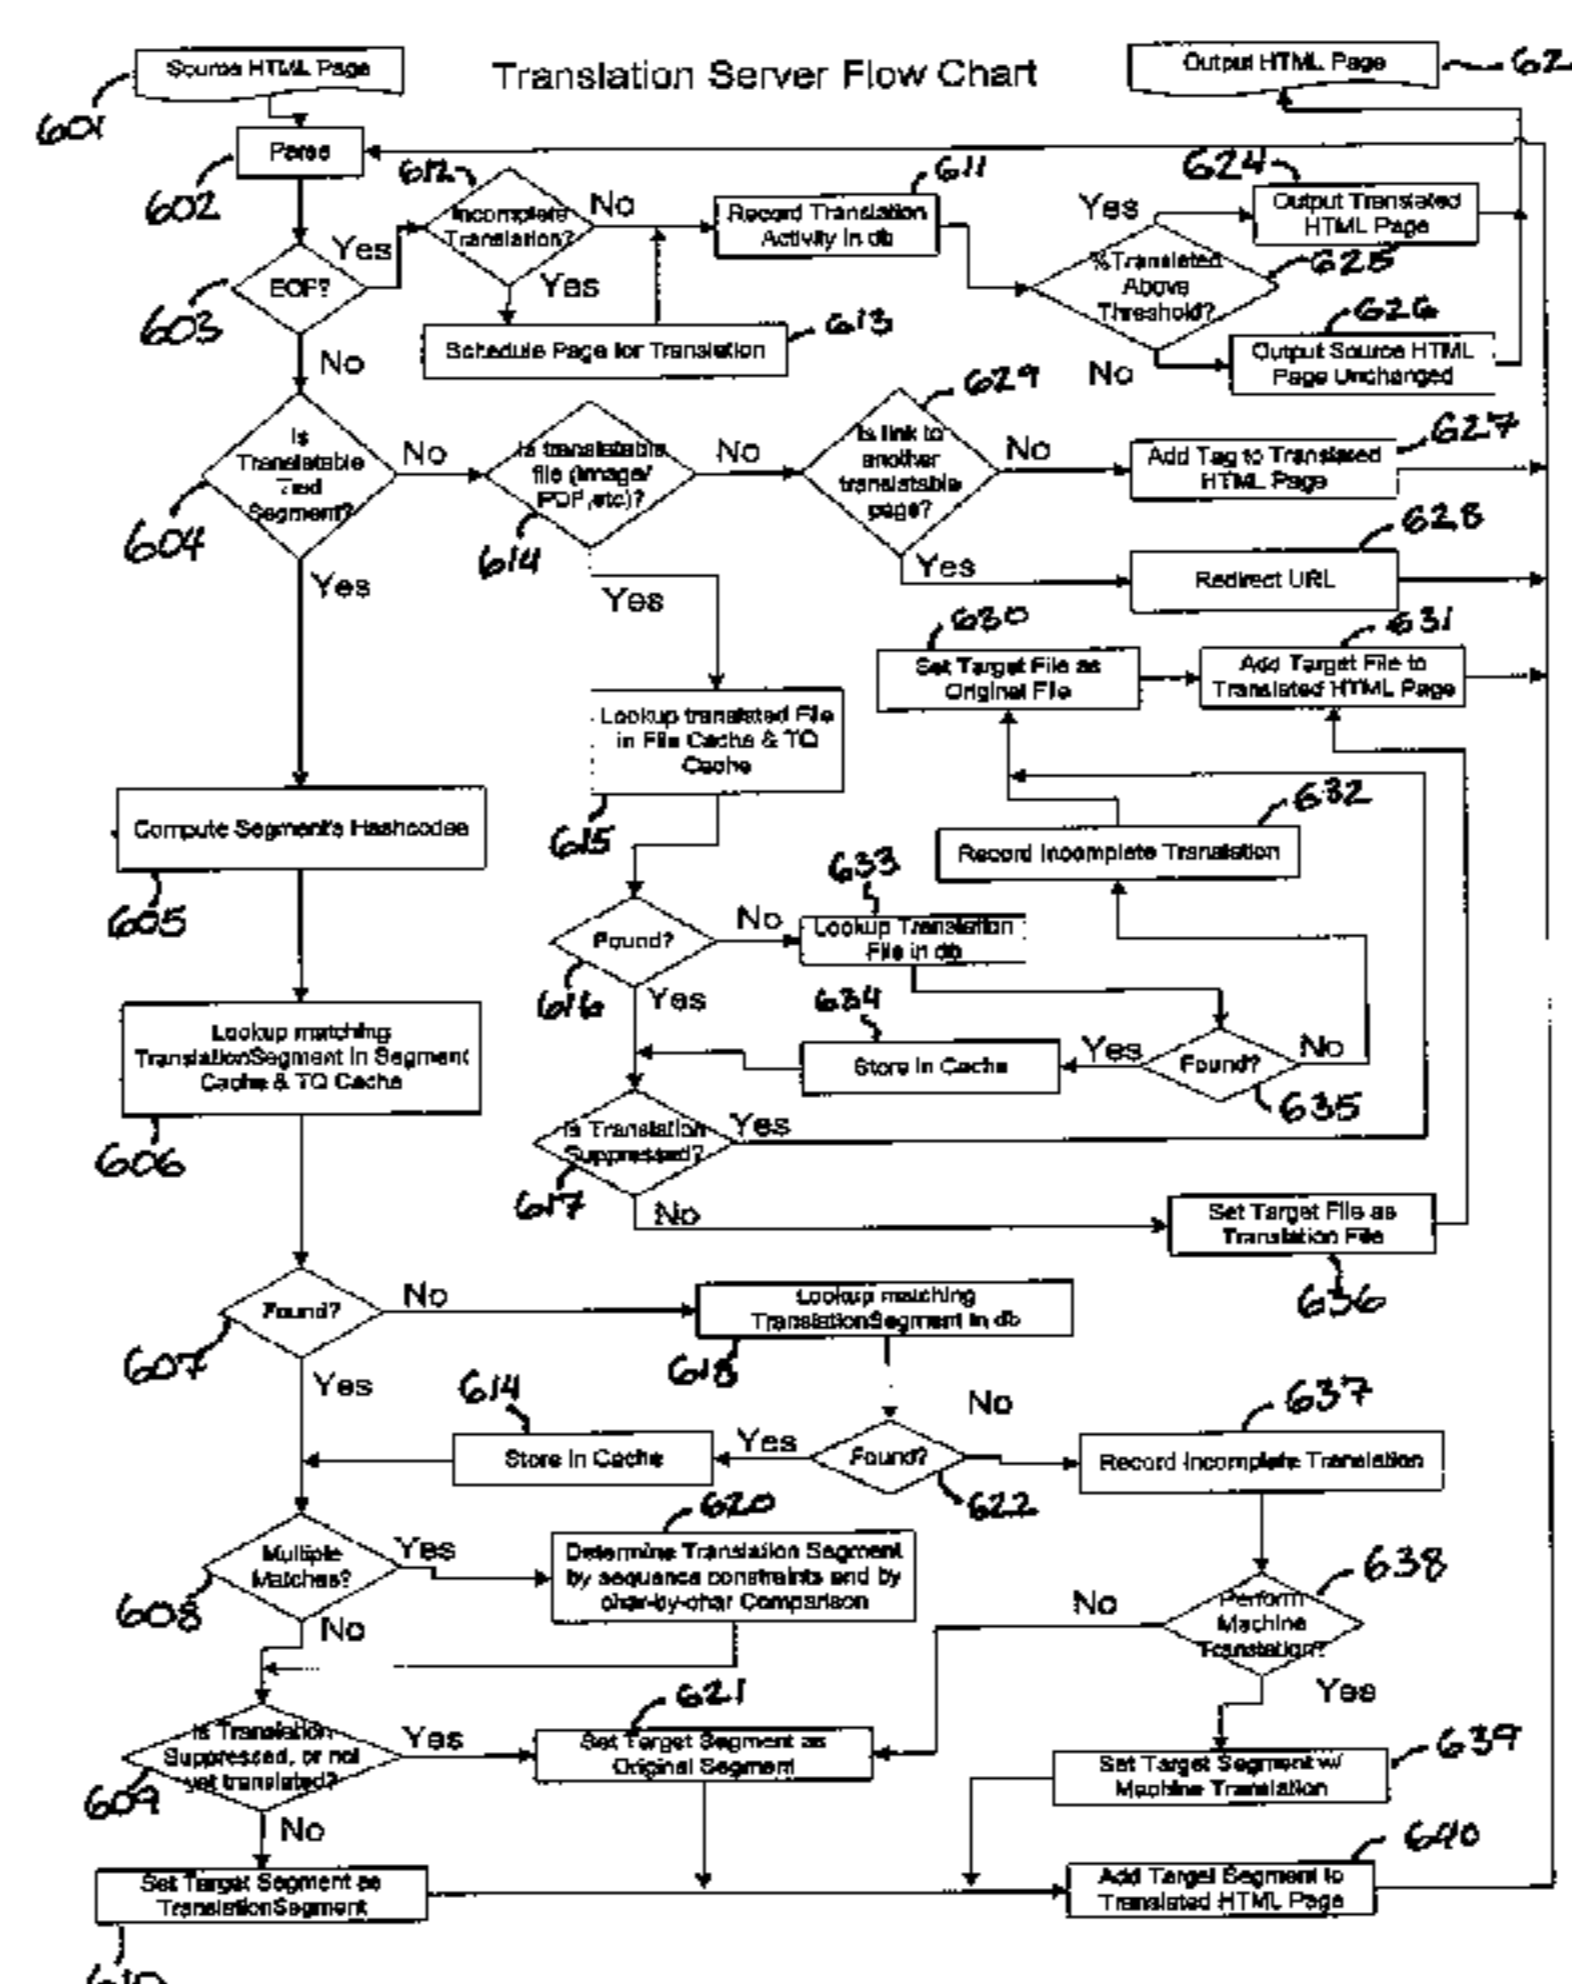 Translation Server Flow Chart
Source HTML Page
601
Output HTML Page
62
Parse
602
612
Incomplete
Translation?
No
Yes
611
Record Translation
Activity in db
624
Yes
Output Translated
HTML Page
EOF?
603
Yes
No
%Translated
Above
Threshold?
625
No
613
Schedule Page for Translation
626
Output Source HTML
Page Unchanged
Is
Translatable
Text
Segment?
604
No
Yes
Is translatable
file (image/
PDF,etc)?
614
No
Yes
629
Is link to
another
translatable
page?
No
Yes
627
Add Tag to Translated
HTML Page
628
Redirect URL
630
Set Target File as
Original File
631
Add Target File to
Translated HTML Page
Lookup translated File
in File Cache & TQ
Cache
615
632
Record Incomplete Translation
Compute Segment's Hashcodes
605
Found?
616
No
Yes
633
Lookup Translation
File in db
634
Store in Cache
Yes
Found?
No
635
Lookup matching
TranslationSegment in Segment
Cache & TQ Cache
606
Is Translation
Suppressed?
617
Yes
No
Set Target File as
Translation File
636
Found?
607
No
Yes
Lookup matching
TranslationSegment in db
618
614
Store in Cache
Yes
Found?
622
No
637
Record Incomplete Translation
Multiple
Matches?
608
Yes
No
620
Determine Translation Segment
by sequence constraints and by
char-by-char Comparison
638
Perform
Machine
Translation?
No
Yes
Is Translation
Suppressed, or not
yet translated?
609
Yes
No
621
Set Target Segment as
Original Segment
639
Set Target Segment w/
Machine Translation
Set Target Segment as
TranslationSegment
610
640
Add Target Segment to
Translated HTML Page